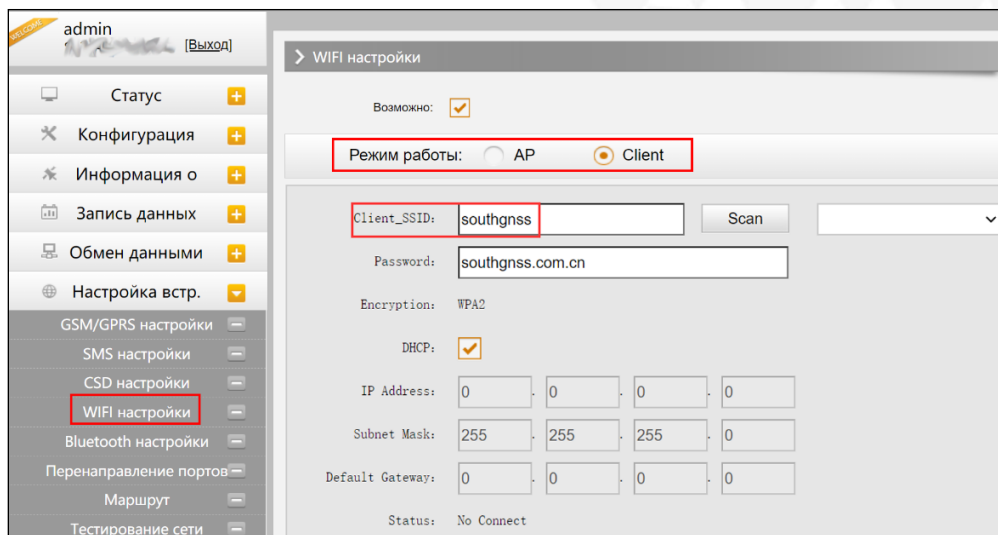 WELCOME
admin
[Выход]
Статус
Конфигурация
Информация о
Запись данных
Обмен данными
Настройка встр.
GSM/GPRS настройки
SMS настройки
CSD настройки
WIFI настройки
Bluetooth настройки
Перенаправление портов
Маршрут
Тестирование сети
WIFI настройки
Возможно:
Режим работы: AP Client
Client_SSID: southgnss Scan
Password: southgnss.com.cn
Encryption: WPA2
DHCP:
IP Address: 0 . 0 . 0 . 0
Subnet Mask: 255 . 255 . 255 . 0
Default Gateway: 0 . 0 . 0 . 0
Status: No Connect